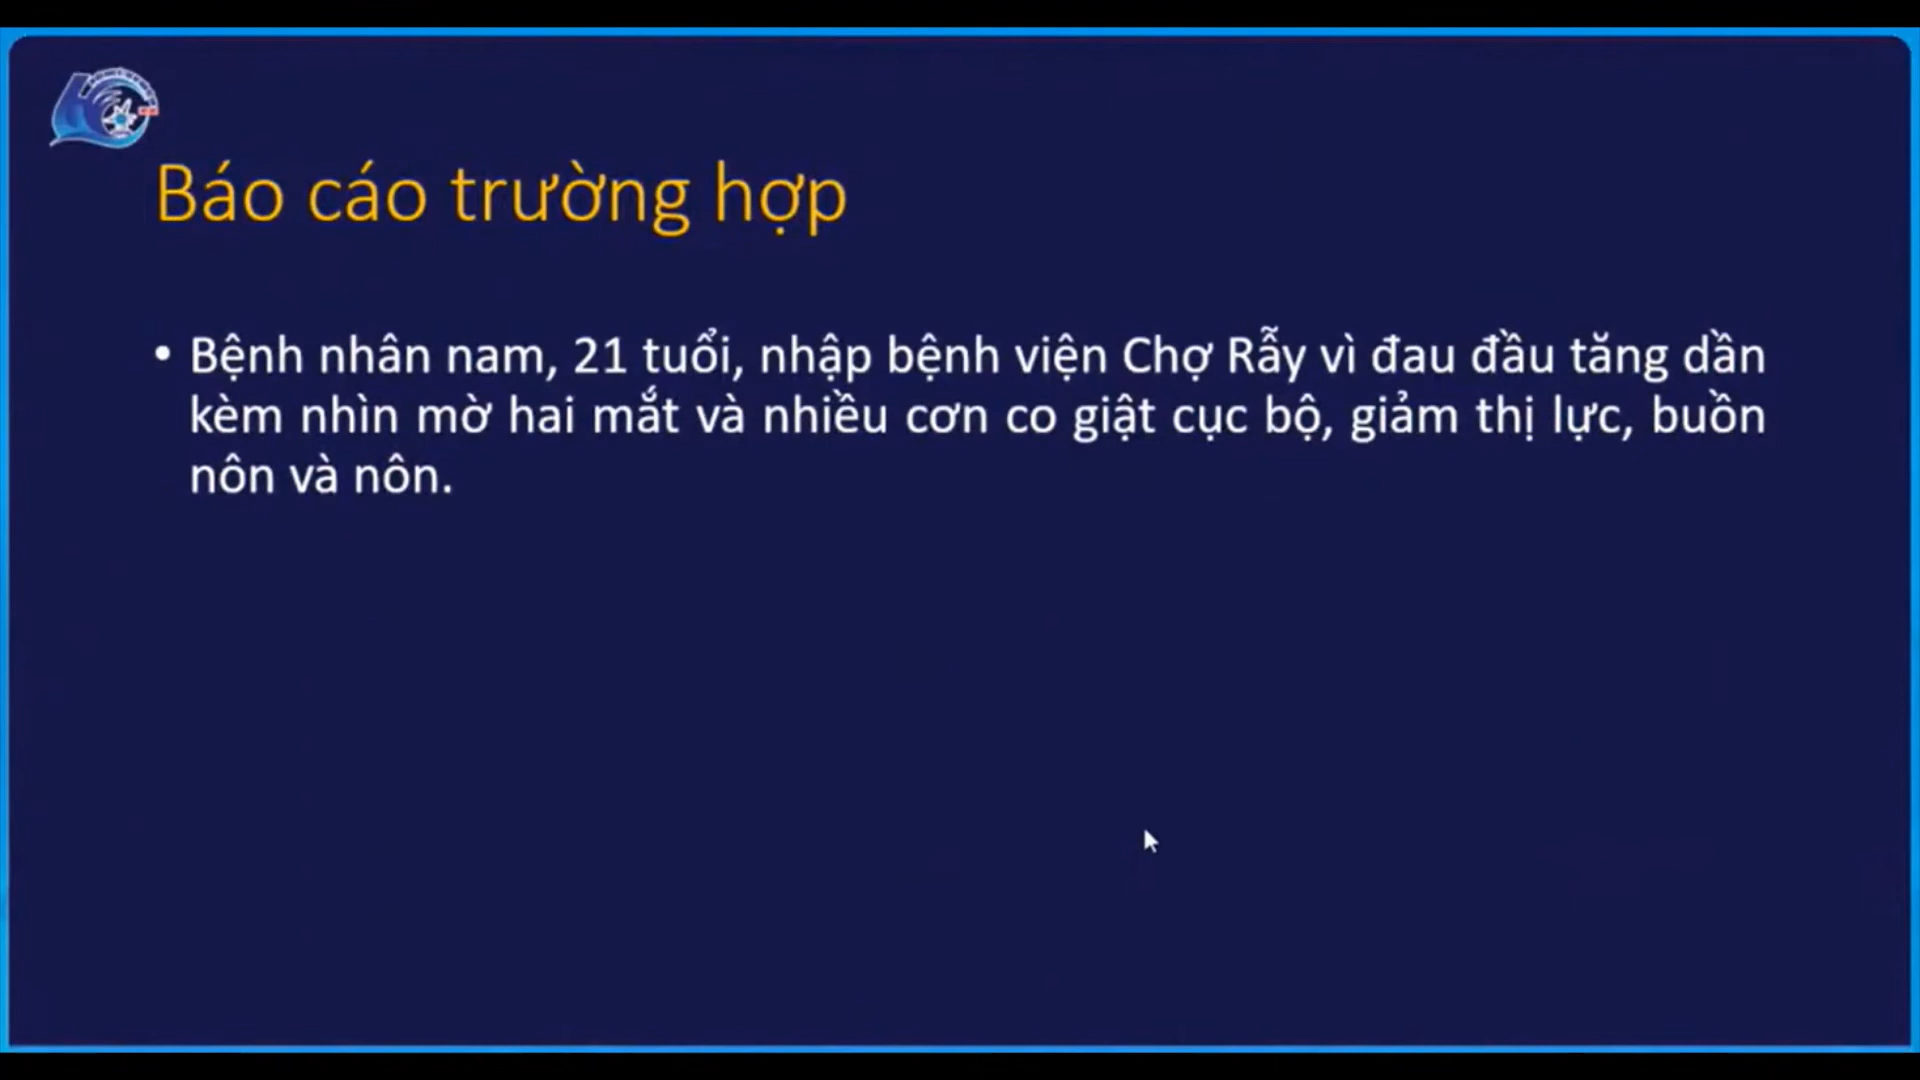 Báo cáo trường hợp
• Bệnh nhân nam, 21 tuổi, nhập bệnh viện Chợ Rẫy vì đau đầu tăng dần
kèm nhìn mờ hai mắt và nhiều cơn co giật cục bộ, giảm thị lực, buồn
nôn và nôn.